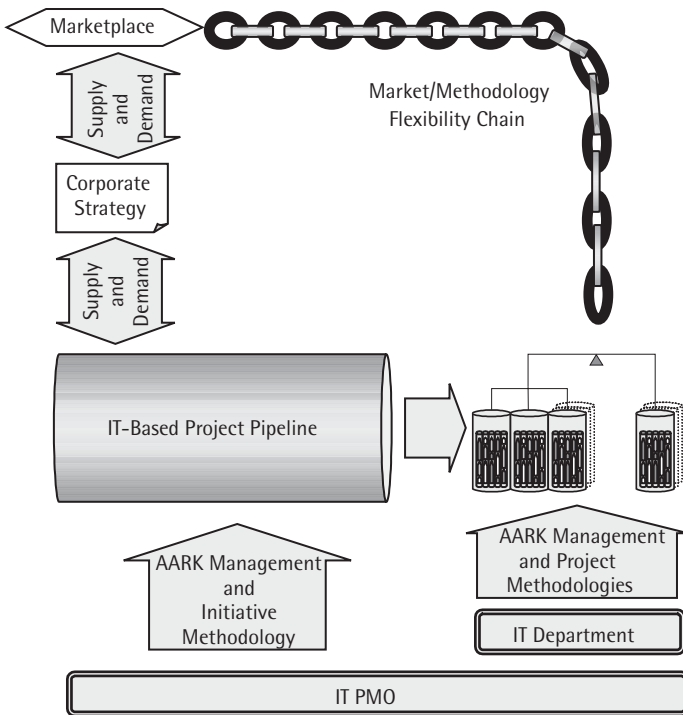 Marketplace
Market/Methodology
Flexibility Chain
Supply
and
Demand
Corporate
Strategy
Supply
and
Demand
IT-Based Project Pipeline
AARK Management
and
Initiative
Methodology
AARK Management
and Project
Methodologies
IT Department
IT PMO